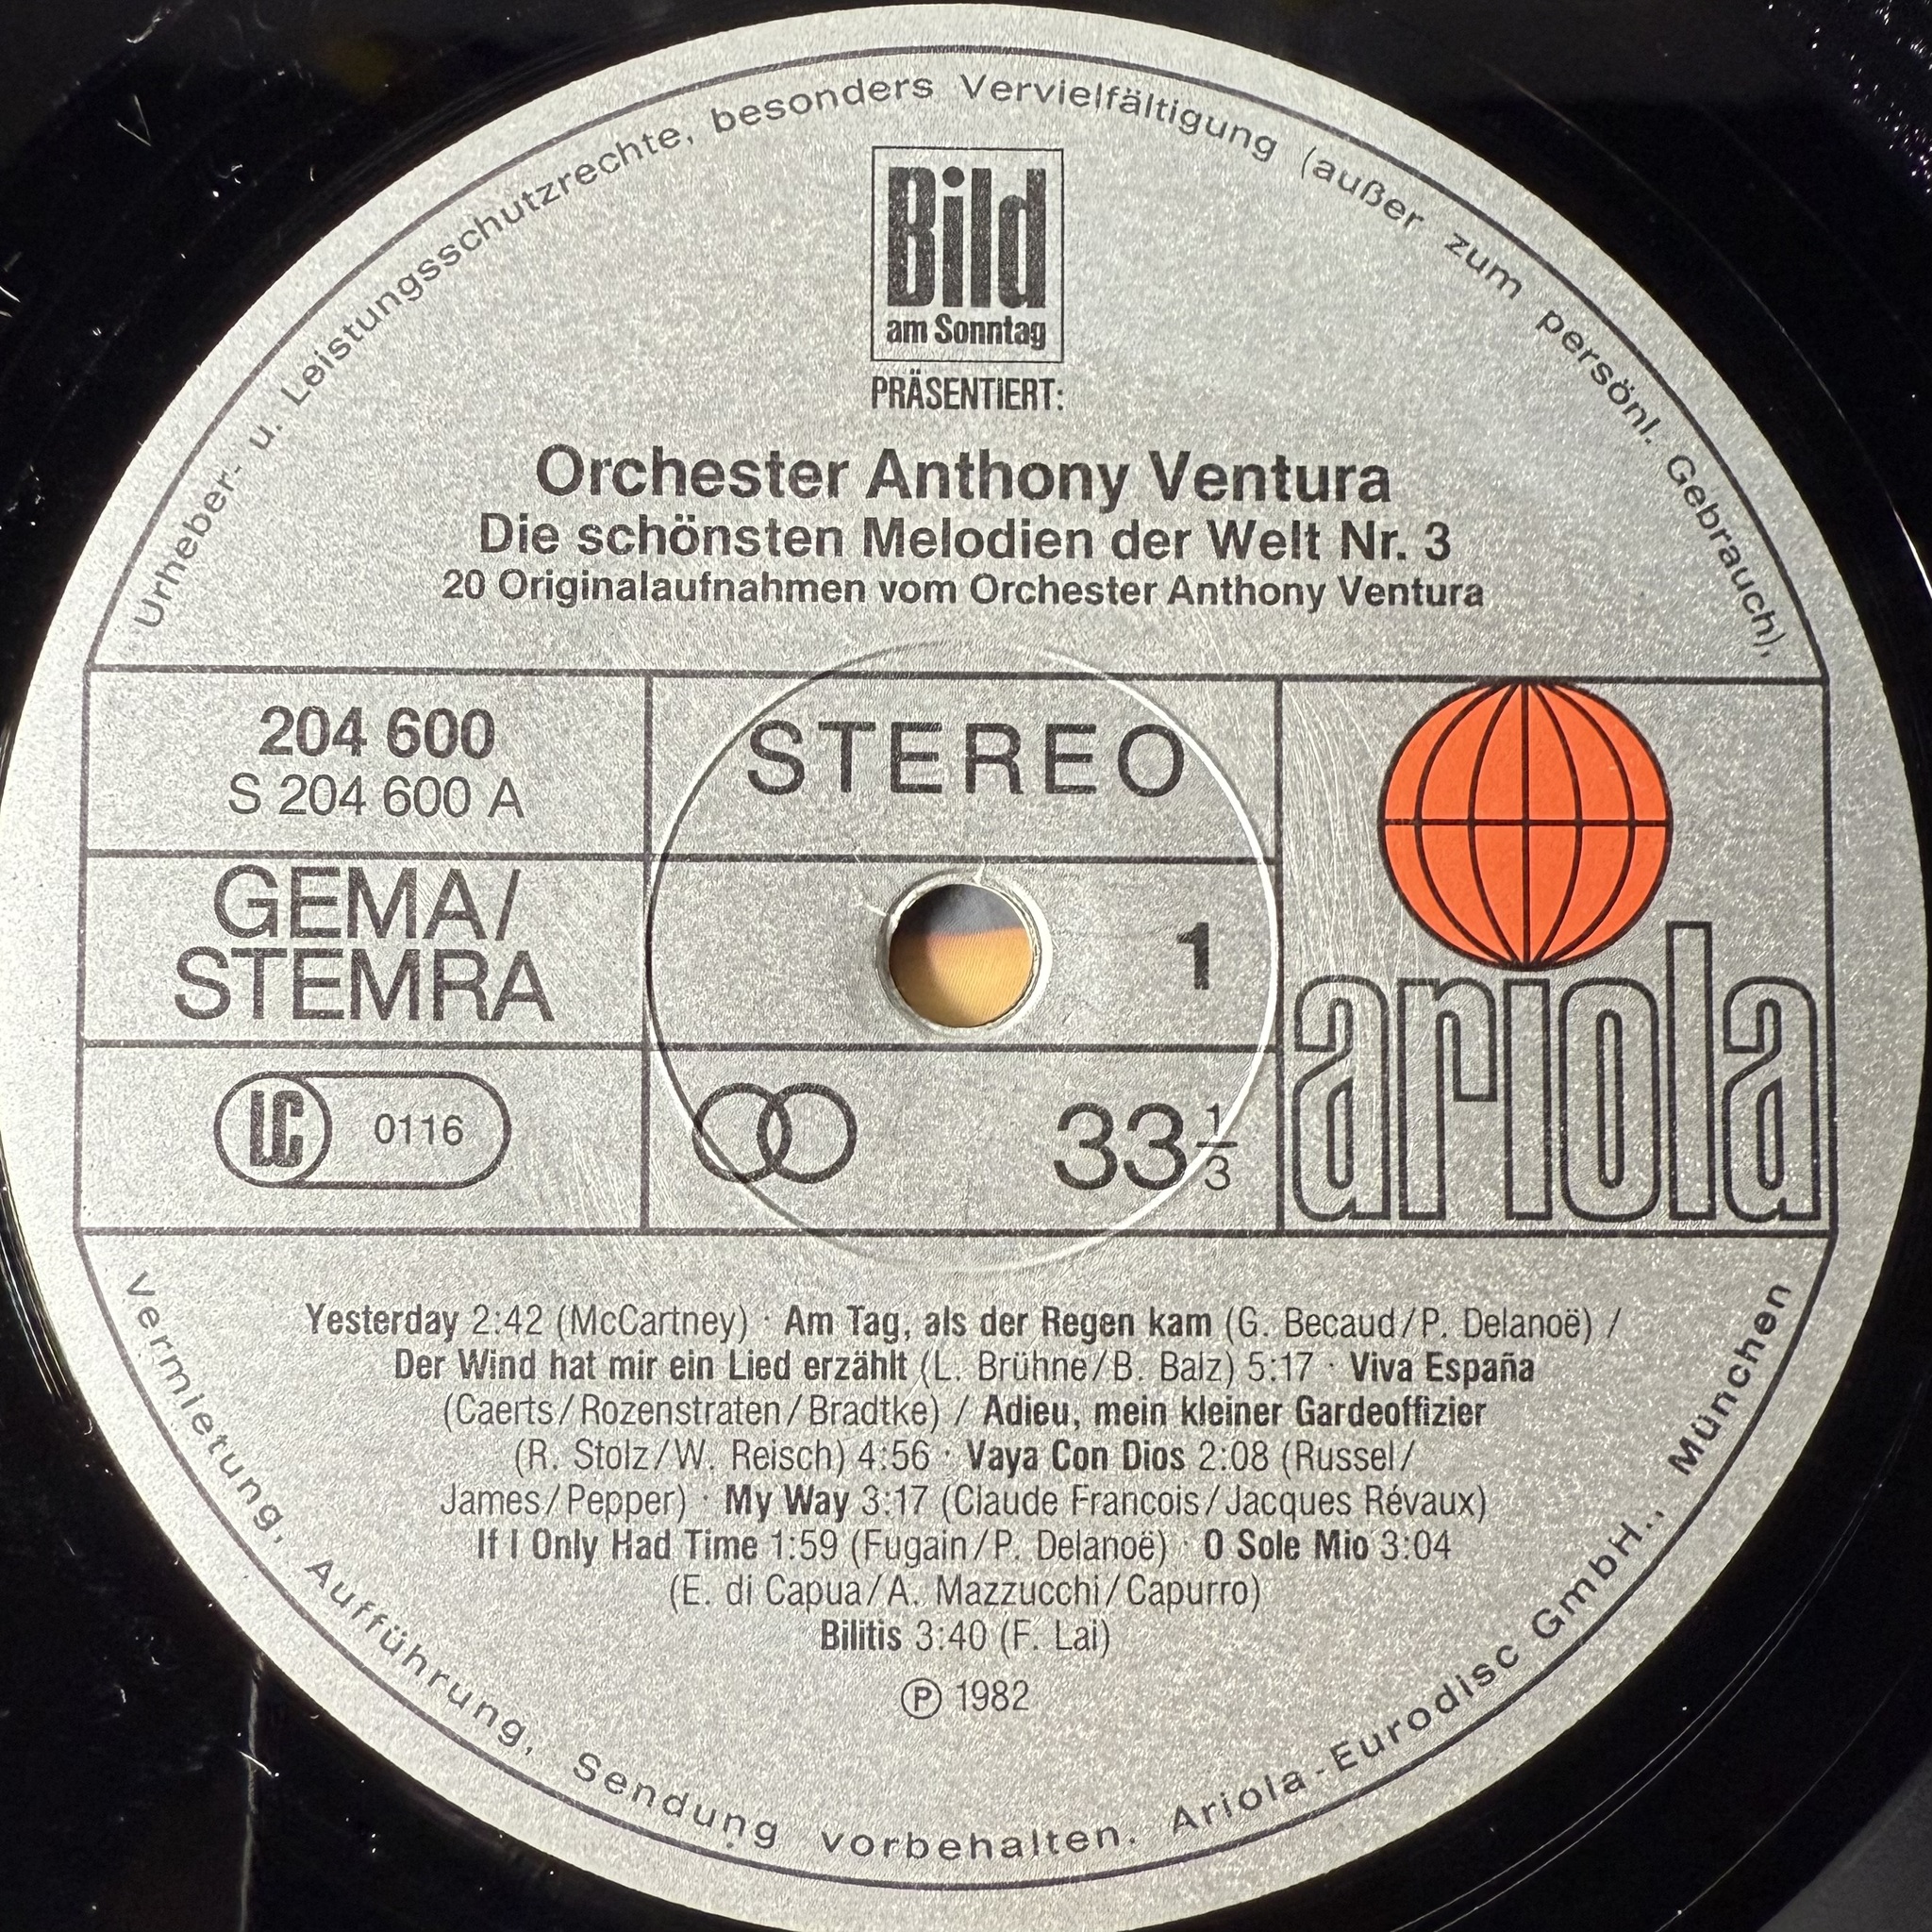 Urheber- u. Leistungsschutzrechte, besonders Vervielfältigung (außer zum persönl. Gebrauch),
Bild
am Sonntag
PRÄSENTIERT:
Orchester Anthony Ventura
Die schönsten Melodien der Welt Nr. 3
20 Originalaufnahmen vom Orchester Anthony Ventura
204 600
S 204 600 A
STEREO
GEMA/
STEMRA
1
LC 0116
33 1/3
ariola
Yesterday 2:42 (McCartney) · Am Tag, als der Regen kam (G. Becaud/P. Delanoë) /
Der Wind hat mir ein Lied erzählt (L. Brühne/B. Balz) 5:17 · Viva España
(Caerts/Rozenstraten/Bradtke) / Adieu, mein kleiner Gardeoffizier
(R. Stolz/W. Reisch) 4:56 · Vaya Con Dios 2:08 (Russel/
James/Pepper) · My Way 3:17 (Claude Francois/Jacques Révaux)
If I Only Had Time 1:59 (Fugain/P. Delanoë) · O Sole Mio 3:04
(E. di Capua/A. Mazzucchi/Capurro)
Bilitis 3:40 (F. Laï)
℗ 1982
Vermietung, Aufführung, Sendung vorbehalten. Ariola-Eurodisc GmbH., München